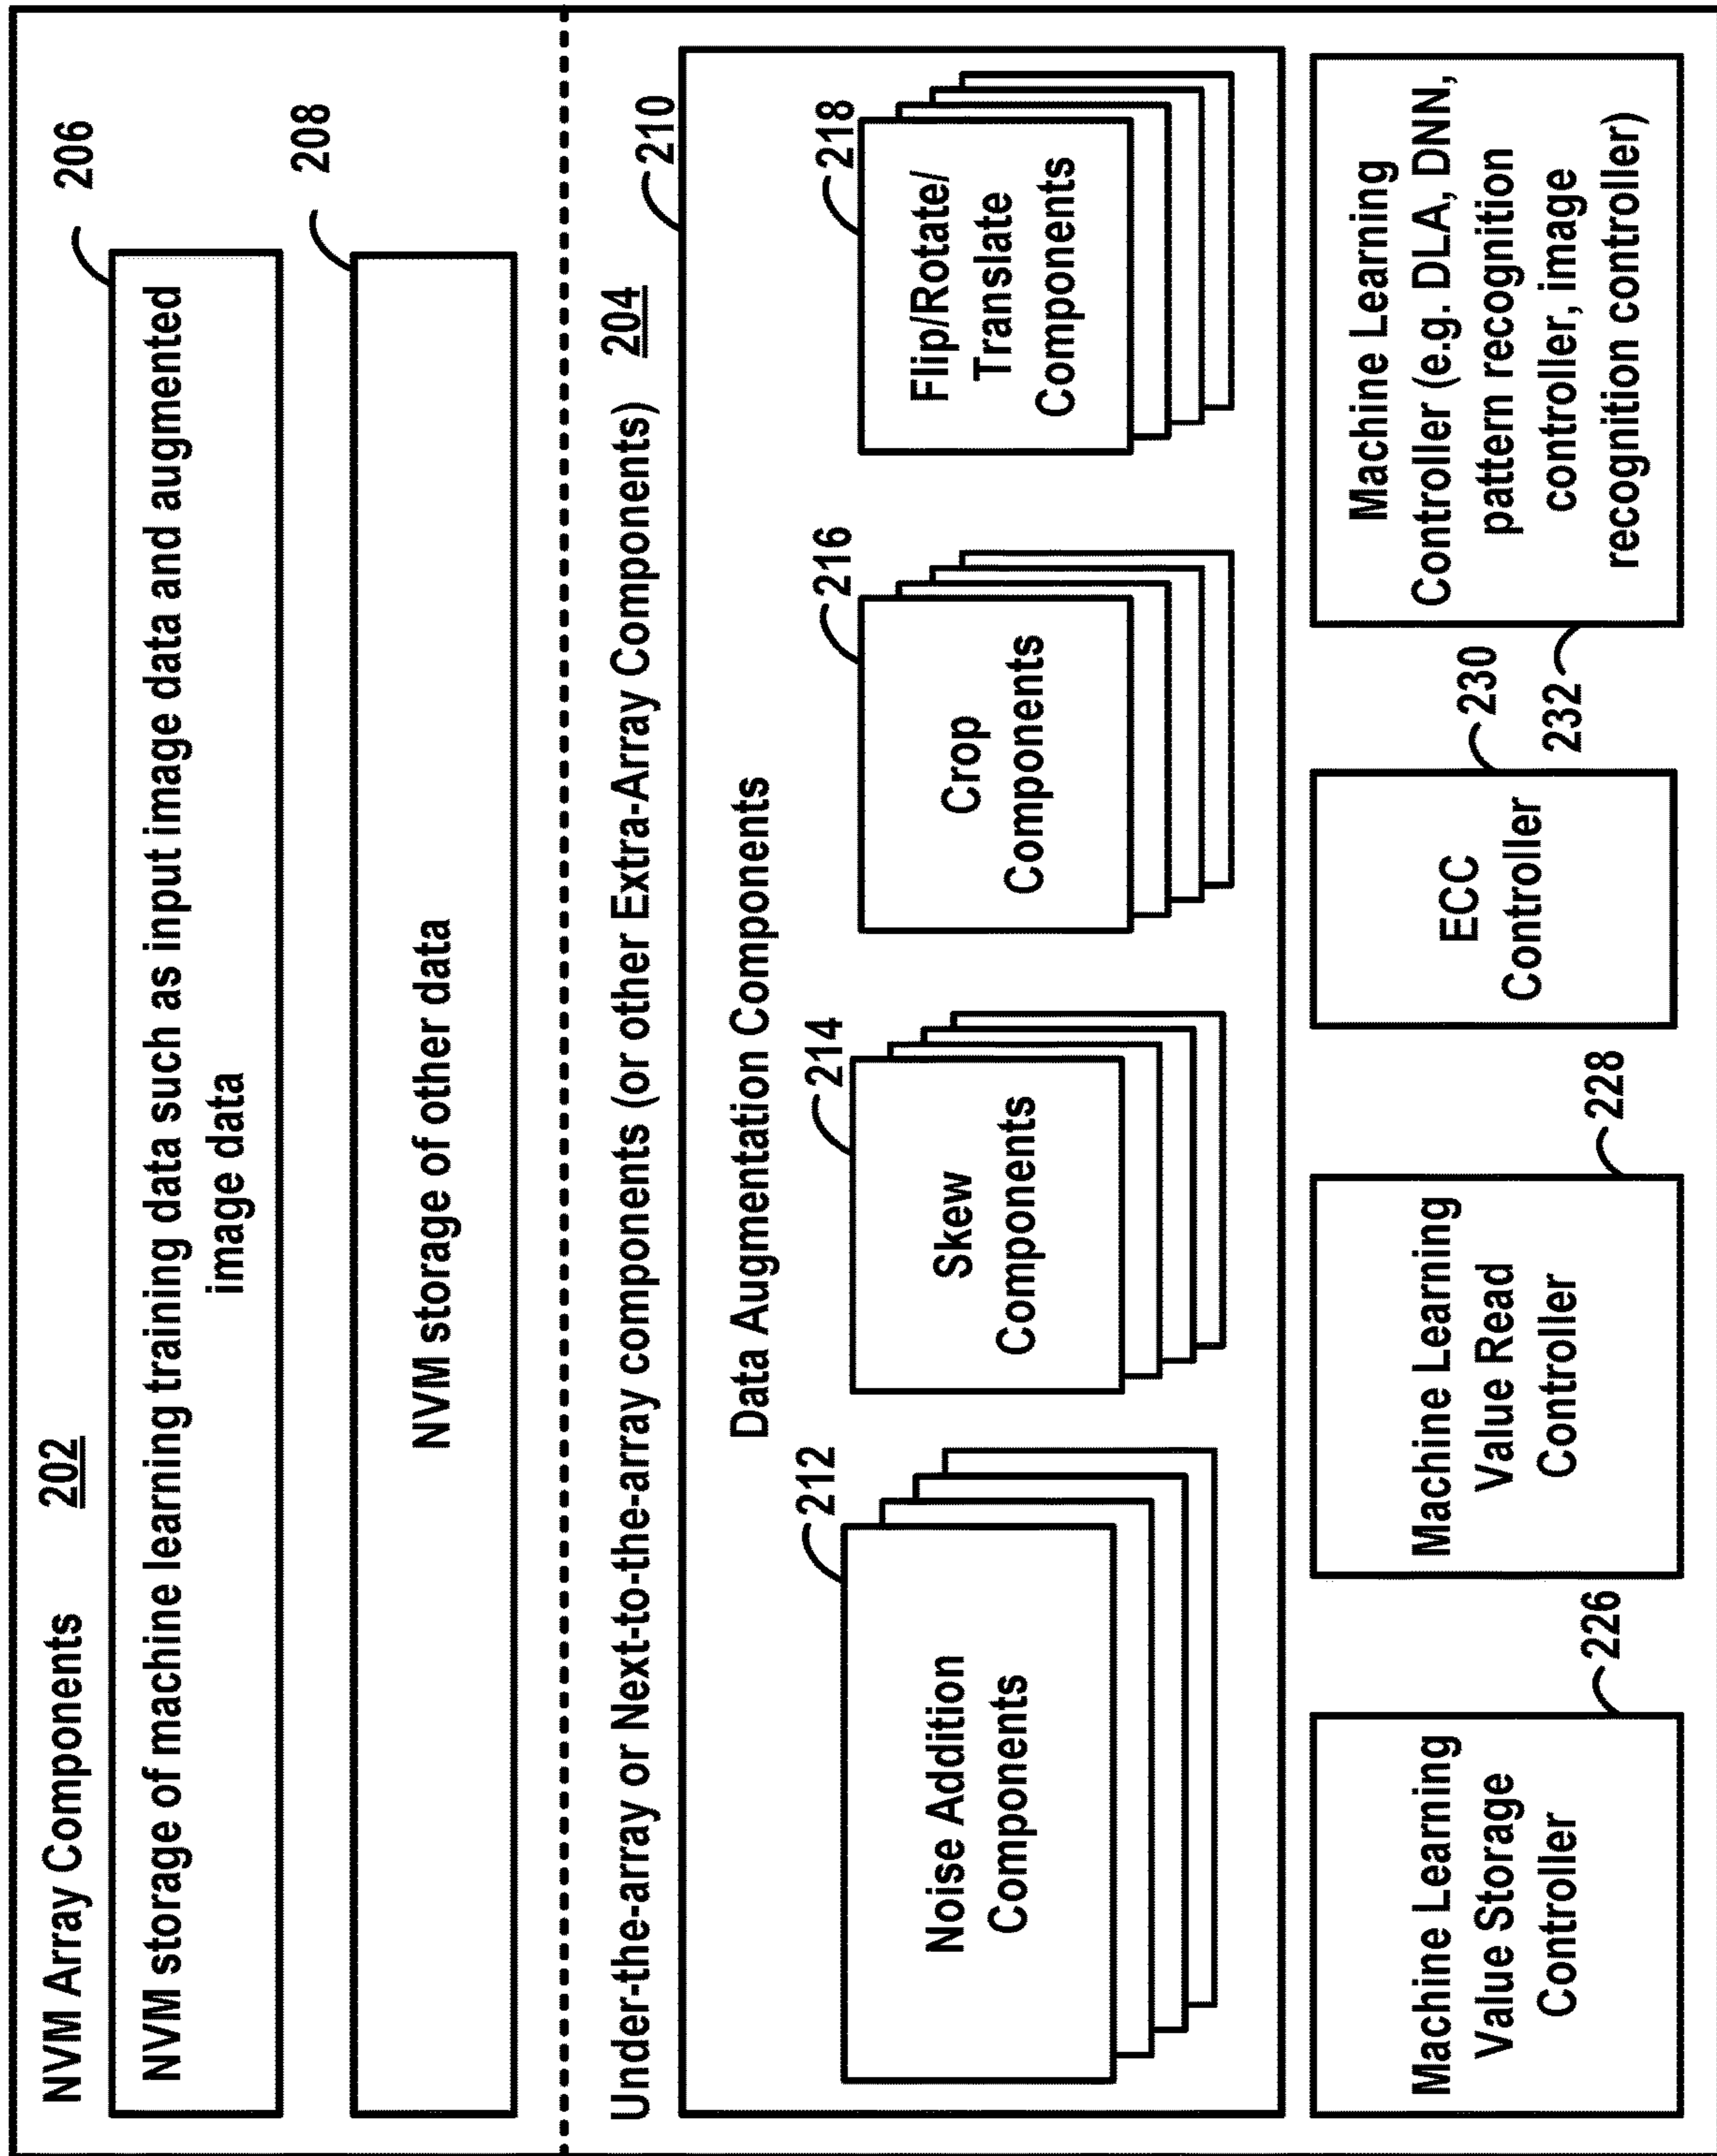 NVM Array Components 202
206
NVM storage of machine learning training data such as input image data and augmented
image data
208
NVM storage of other data
Under-the-array or Next-to-the-array components (or other Extra-Array Components) 204
210
Data Augmentation Components
212
Noise Addition
Components
214
Skew
Components
216
Crop
Components
218
Flip/Rotate/
Translate
Components
226
Machine Learning
Value Storage
Controller
228
Machine Learning
Value Read
Controller
230
ECC
Controller
232
Machine Learning
Controller (e.g. DLA, DNN,
pattern recognition
controller, image
recognition controller)